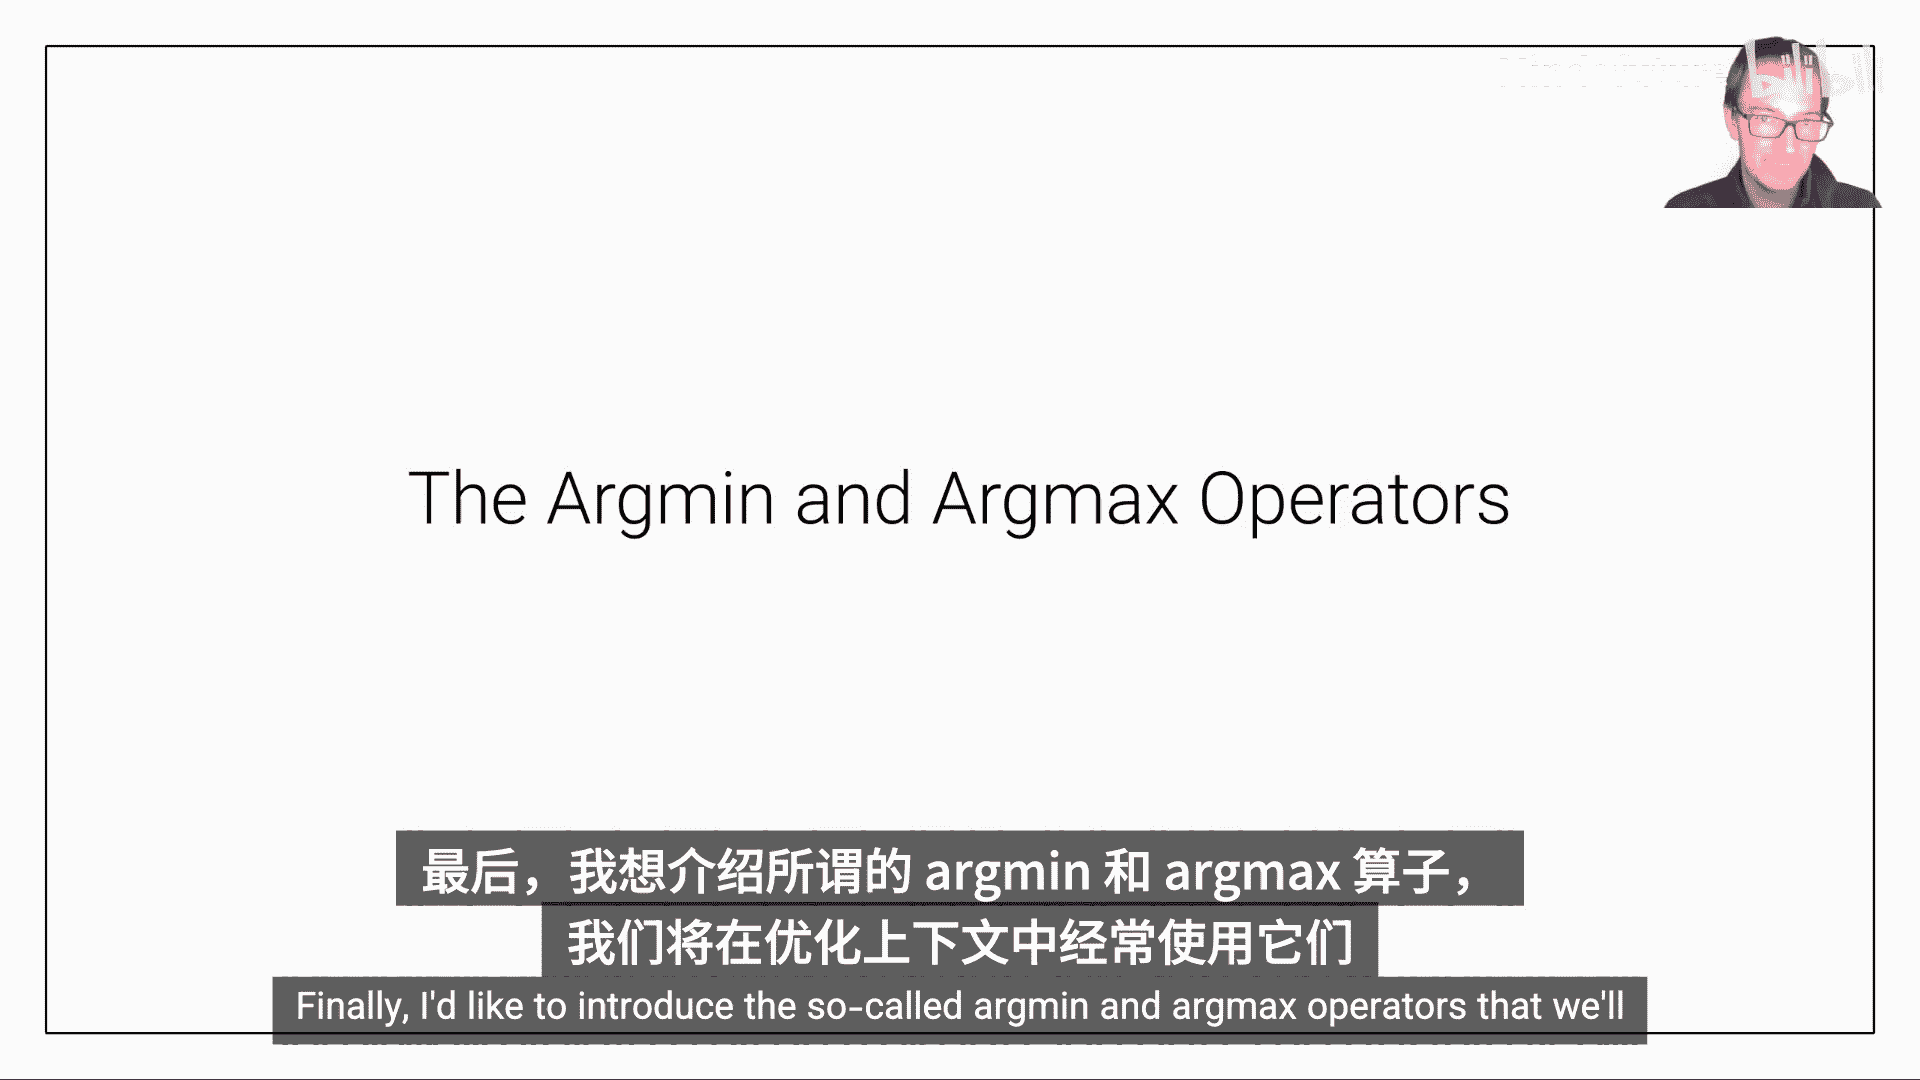 bilibili
The Argmin and Argmax Operators
最后，我想介绍所谓的 argmin 和 argmax 算子，
我们将在优化上下文中经常使用它们
Finally, I'd like to introduce the so-called argmin and argmax operators that we'll